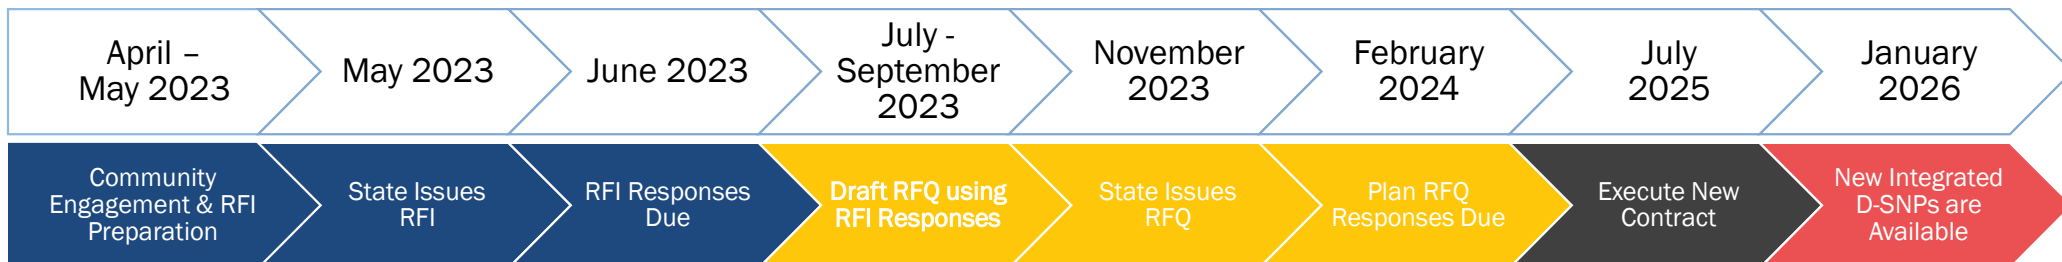 April –
May 2023
May 2023
June 2023
July -
September
2023
November
2023
February
2024
July
2025
January
2026
Community
Engagement & RFI
Preparation
State Issues
RFI
RFI Responses
Due
Draft RFQ using
RFI Responses
State Issues
RFQ
Plan RFQ
Responses Due
Execute New
Contract
New Integrated
D-SNPs are
Available